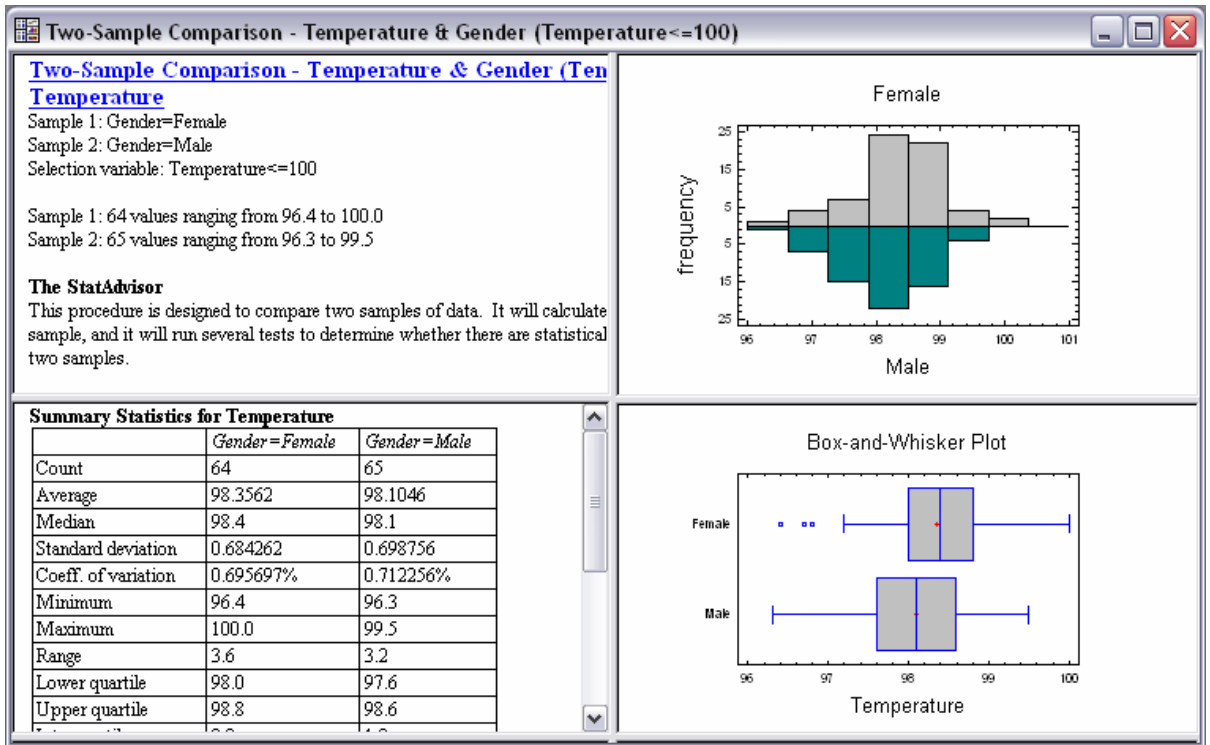 Two-Sample Comparison - Temperature & Gender (Temperature<=100)
Two-Sample Comparison - Temperature & Gender (Ten
Temperature
Sample 1: Gender=Female
Sample 2: Gender=Male
Selection variable: Temperature<=100
Sample 1: 64 values ranging from 96.4 to 100.0
Sample 2: 65 values ranging from 96.3 to 99.5
The StatAdvisor
This procedure is designed to compare two samples of data. It will calculate
sample, and it will run several tests to determine whether there are statistical
two samples.
Female
25
15
5
5
15
25
frequency
96 97 98 99 100 101
Male
Summary Statistics for Temperature
Gender=Female Gender=Male
Count 64 65
Average 98.3562 98.1046
Median 98.4 98.1
Standard deviation 0.684262 0.698756
Coeff. of variation 0.695697% 0.712256%
Minimum 96.4 96.3
Maximum 100.0 99.5
Range 3.6 3.2
Lower quartile 98.0 97.6
Upper quartile 98.8 98.6
Box-and-Whisker Plot
Female
Male
96 97 98 99 100
Temperature